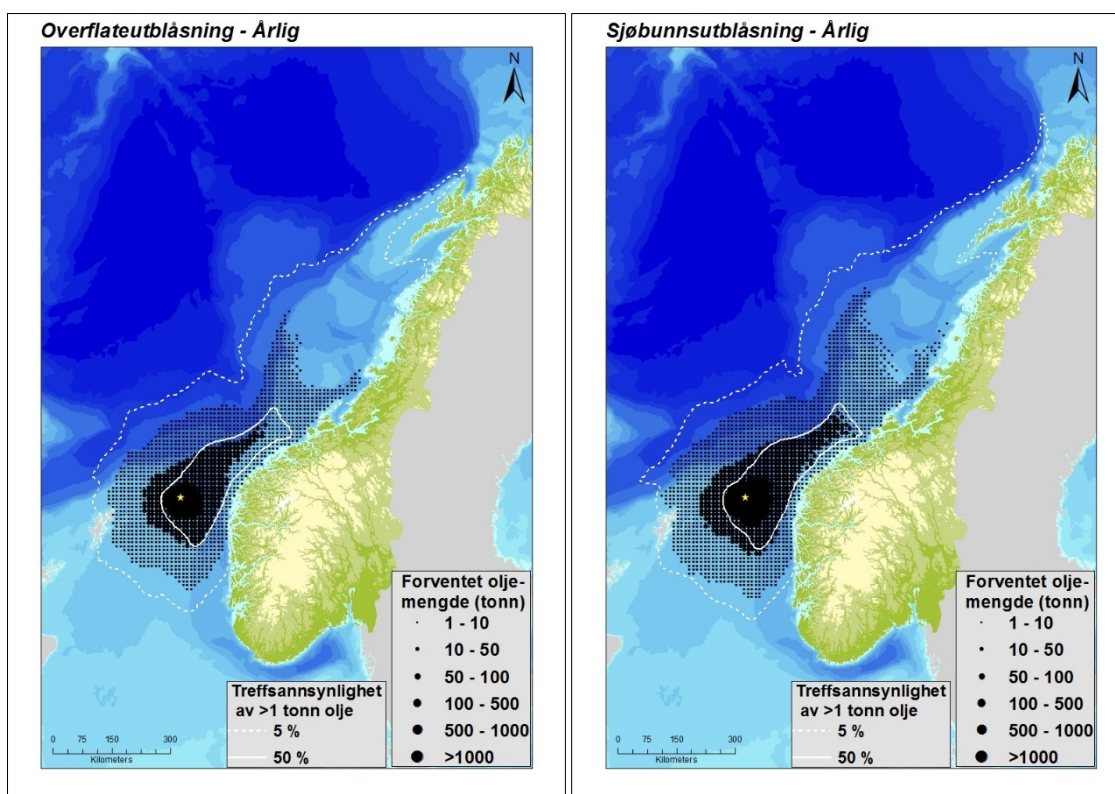 Overflateutblåsning - Årlig
N
Forventet olje-
mengde (tonn)
1 - 10
10 - 50
50 - 100
100 - 500
500 - 1000
>1000
Treffsannsynlighet
av >1 tonn olje
5 %
50 %
0 75 150 300
Kilometers
Sjøbunnsutblåsning - Årlig
N
Forventet olje-
mengde (tonn)
1 - 10
10 - 50
50 - 100
100 - 500
500 - 1000
>1000
Treffsannsynlighet
av >1 tonn olje
5 %
50 %
0 75 150 300
Kilometers